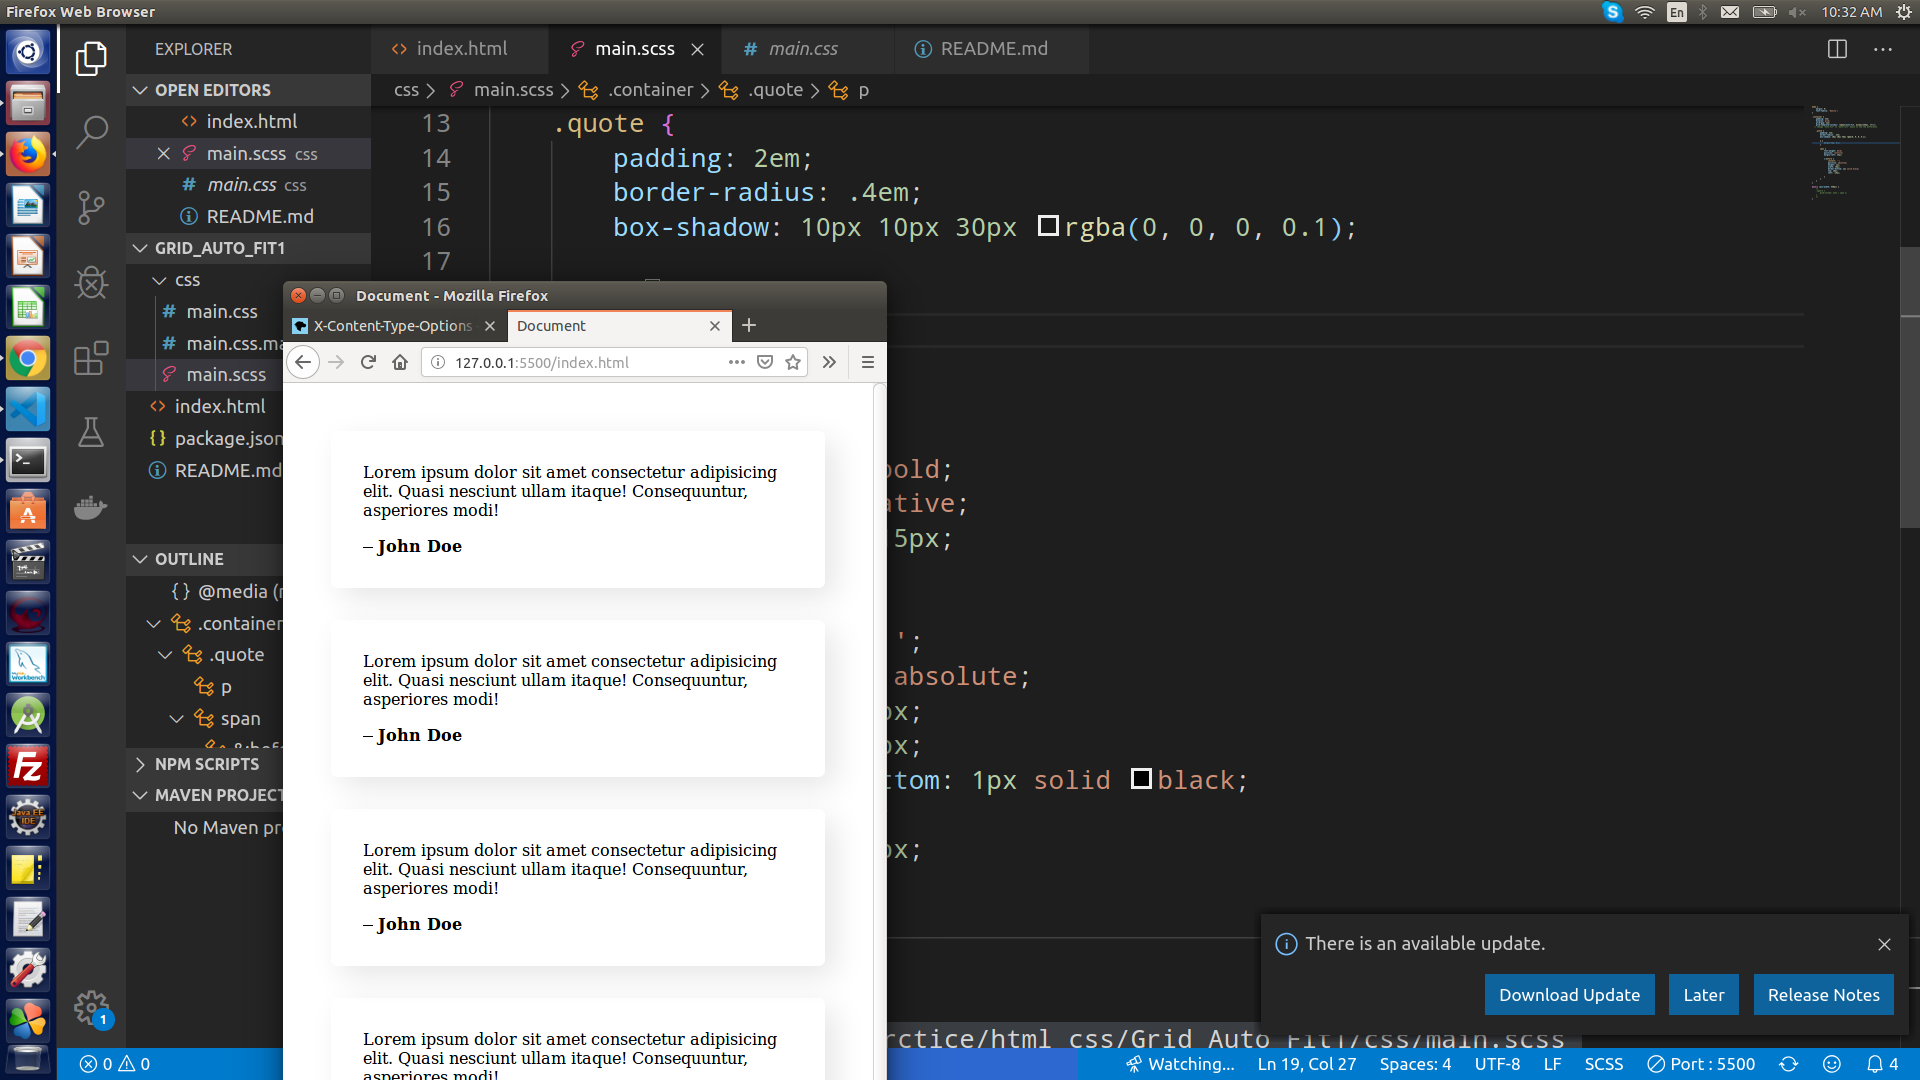 Firefox Web Browser
En
10:32 AM
EXPLORER
index.html
main.scss
main.css
README.md
OPEN EDITORS
css > main.scss > .container > .quote > p
index.html
main.scss css
main.css css
README.md
GRID_AUTO_FIT1
css
main.css
main.css.ma
main.scss
index.html
package.json
README.md
OUTLINE
{ } @media (
.container
.quote
p
span
NPM SCRIPTS
MAVEN PROJECT
No Maven pr
13 .quote {
14 padding: 2em;
15 border-radius: .4em;
16 box-shadow: 10px 10px 30px rgba(0, 0, 0, 0.1);
17
bold;
ative;
5px;
';
absolute;
px;
px;
ttom: 1px solid black;
px;
Document - Mozilla Firefox
X-Content-Type-Options
Document
127.0.0.1:5500/index.html
Lorem ipsum dolor sit amet consectetur adipisicing
elit. Quasi nesciunt ullam itaque! Consequuntur,
asperiores modi!
– John Doe
Lorem ipsum dolor sit amet consectetur adipisicing
elit. Quasi nesciunt ullam itaque! Consequuntur,
asperiores modi!
– John Doe
Lorem ipsum dolor sit amet consectetur adipisicing
elit. Quasi nesciunt ullam itaque! Consequuntur,
asperiores modi!
– John Doe
Lorem ipsum dolor sit amet consectetur adipisicing
elit. Quasi nesciunt ullam itaque! Consequuntur,
asperiores modi!
There is an available update.
Download Update
Later
Release Notes
rctice/html css/Grid Auto Fit1/css/main.scss
1
0 0
Watching...
Ln 19, Col 27
Spaces: 4
UTF-8
LF
SCSS
Port : 5500
4